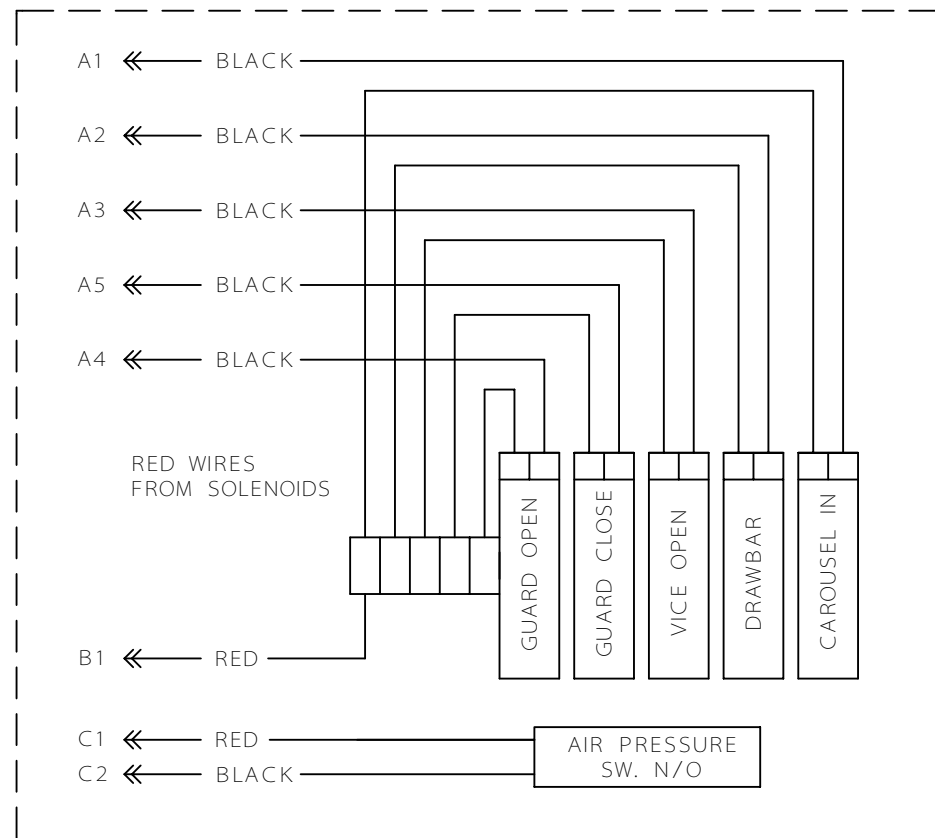 A1 BLACK
A2 BLACK
A3 BLACK
A5 BLACK
A4 BLACK
RED WIRES
FROM SOLENOIDS
GUARD OPEN
GUARD CLOSE
VICE OPEN
DRAWBAR
CAROUSEL IN
B1 RED
C1 RED
C2 BLACK
AIR PRESSURE
SW. N/O